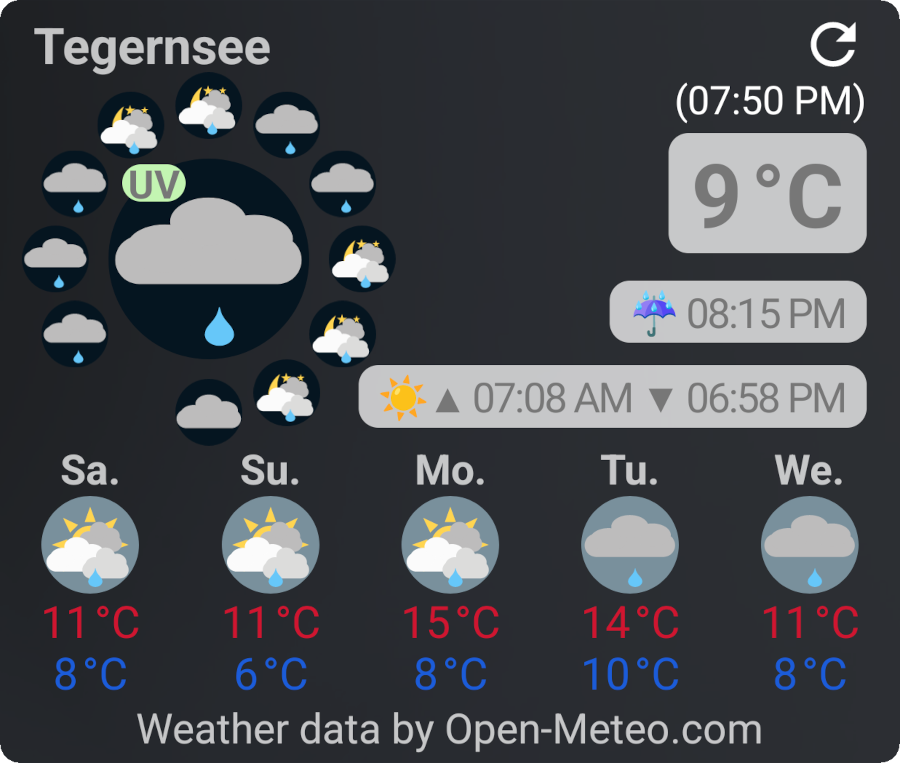 Tegernsee
(07:50 PM)
UV
9°C
08:15 PM
▲ 07:08 AM ▼ 06:58 PM
Sa. Su. Mo. Tu. We.
11°C 11°C 15°C 14°C 11°C
8°C 6°C 8°C 10°C 8°C
Weather data by Open-Meteo.com